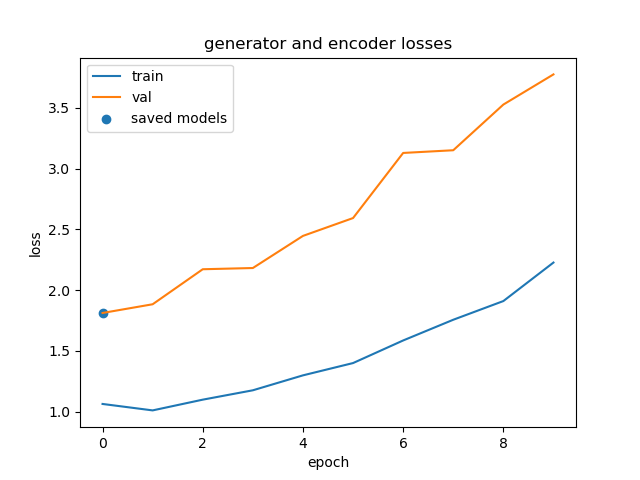 generator and encoder losses
train
val
saved models
3.5
3.0
2.5
2.0
1.5
1.0
loss
0 2 4 6 8
epoch